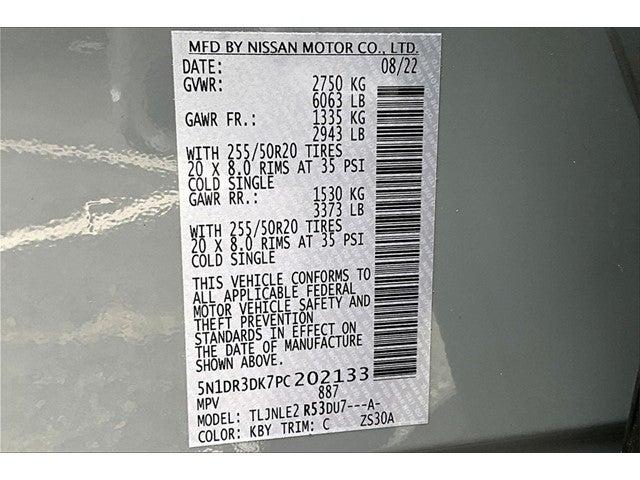 MFD BY NISSAN MOTOR CO., LTD.
DATE: 08/22
GVWR: 2750 KG
6063 LB
GAWR FR.: 1335 KG
2943 LB
WITH 255/50R20 TIRES
20 X 8.0 RIMS AT 35 PSI
COLD SINGLE
GAWR RR.: 1530 KG
3373 LB
WITH 255/50R20 TIRES
20 X 8.0 RIMS AT 35 PSI
COLD SINGLE
THIS VEHICLE CONFORMS TO
ALL APPLICABLE FEDERAL
MOTOR VEHICLE SAFETY AND
THEFT PREVENTION
STANDARDS IN EFFECT ON
THE DATE OF MANUFACTURE
SHOWN ABOVE.
5N1DR3DK7PC202133
MPV 887
MODEL: TLJNLE2 R53DU7---A-
COLOR: KBY TRIM: C ZS30A